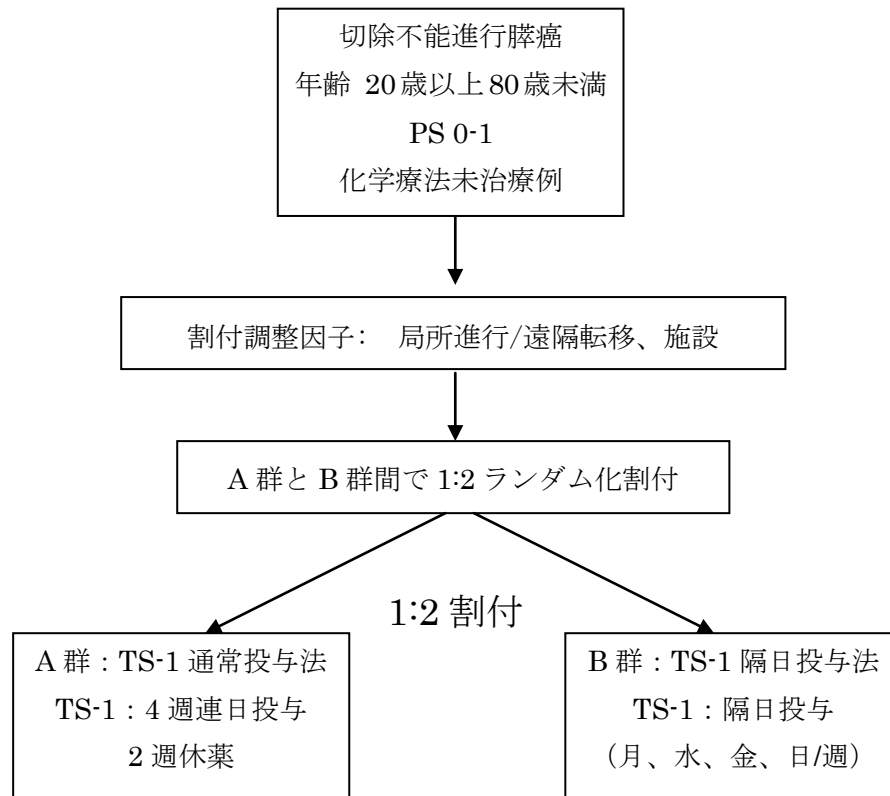 切除不能進行膵癌
年齢 20歳以上80歳未満
PS 0-1
化学療法未治療例
割付調整因子： 局所進行/遠隔転移、施設
A群とB群間で1:2ランダム化割付
1:2割付
A群：TS-1通常投与法
TS-1：4週連日投与
2週休薬
B群：TS-1隔日投与法
TS-1：隔日投与
（月、水、金、日/週）